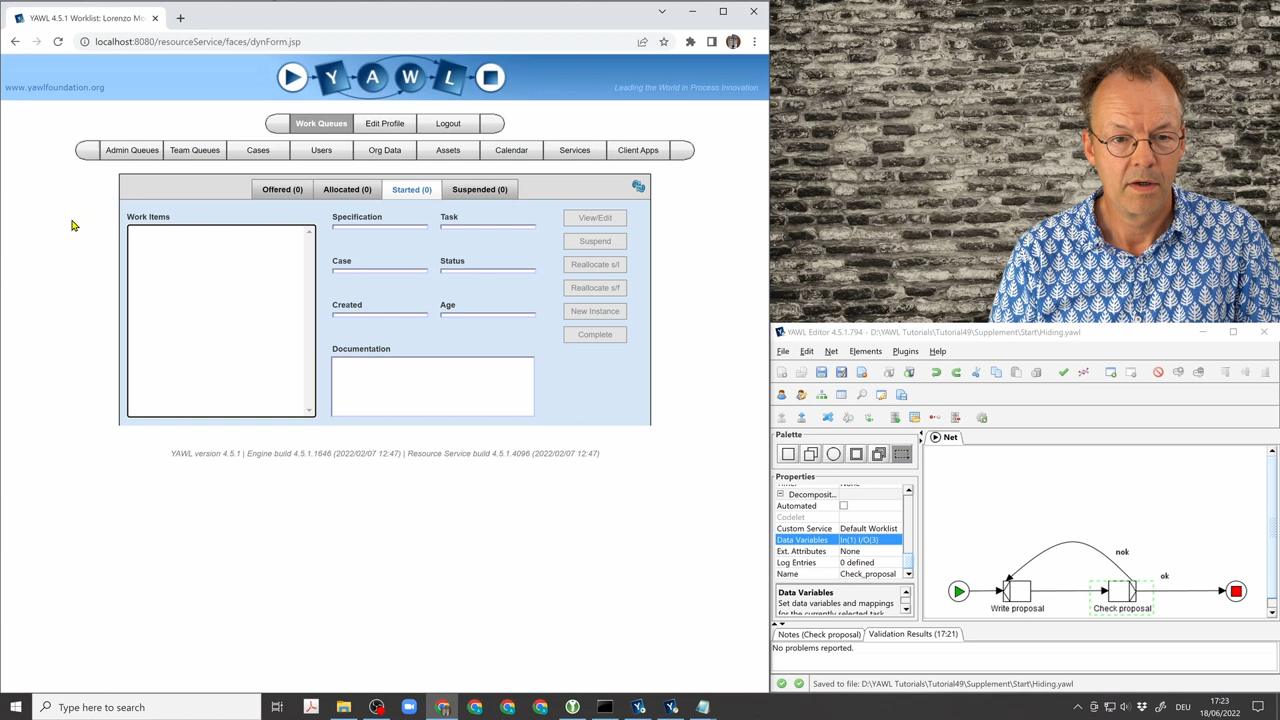 YAWL 4.5.1 Worklist: Lorenzo Mo
localhost:8080/resourceService/faces/dynForm.jsp
YAWL
www.yawlfoundation.org
Leading the World in Process Innovation
Work Queues Edit Profile Logout
Admin Queues Team Queues Cases Users Org Data Assets Calendar Services Client Apps
Offered (0) Allocated (0) Started (0) Suspended (0)
Work Items Specification Task View/Edit
Suspend
Case Status Reallocate s/l
Reallocate s/f
Created Age New Instance
Complete
Documentation
YAWL version 4.5.1 | Engine build 4.5.1.1646 (2022/02/07 12:47) | Resource Service build 4.5.1.4096 (2022/02/07 12:47)
YAWL Editor 4.5.1.794 - D:\YAWL Tutorials\Tutorial49\Supplement\Start\Hiding.yawl
File Edit Net Elements Plugins Help
Palette
Net
Properties
Timer None
Decomposit...
Automated
Codelet
Custom Service Default Worklist
Data Variables In(1) I/O(3)
Ext. Attributes None
Log Entries 0 defined
Name Check_proposal
Data Variables
Set data variables and mappings
for the currently selected task
nok
ok
Write proposal
Check proposal
Notes (Check proposal) Validation Results (17:21)
No problems reported.
Saved to file: D:\YAWL Tutorials\Tutorial49\Supplement\Start\Hiding.yawl
Type here to search
DEU
17:23
18/06/2022